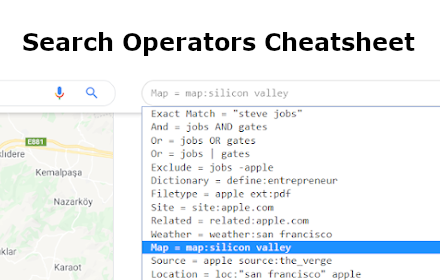 Search Operators Cheatsheet
Map = map:silicon valley
Exact Match = "steve jobs"
And = jobs AND gates
Or = jobs OR gates
Or = jobs | gates
Exclude = jobs -apple
Dictionary = define:entrepreneur
Filetype = apple ext:pdf
Site = site:apple.com
Related = related:apple.com
Weather = weather:san francisco
Map = map:silicon valley
Source = apple source:the_verge
Location = loc:"san francisco" apple
E881
klidere
Kemalpaşa
Nazarköy
ıklar
Karaot